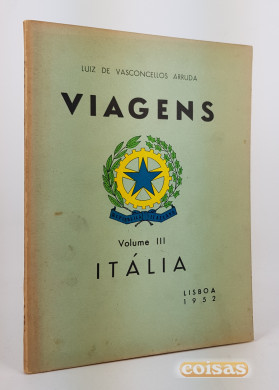 LUIZ DE VASCONCELLOS ARRUDA
VIAGENS
Volume III
ITÁLIA
LISBOA
1952
coisas